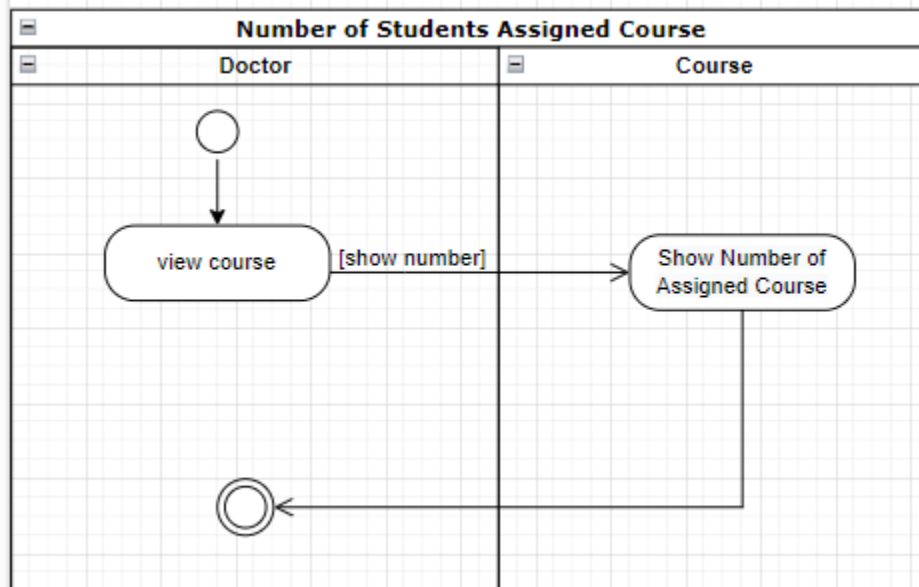 Number of Students Assigned Course
Doctor
Course
view course
[show number]
Show Number of
Assigned Course